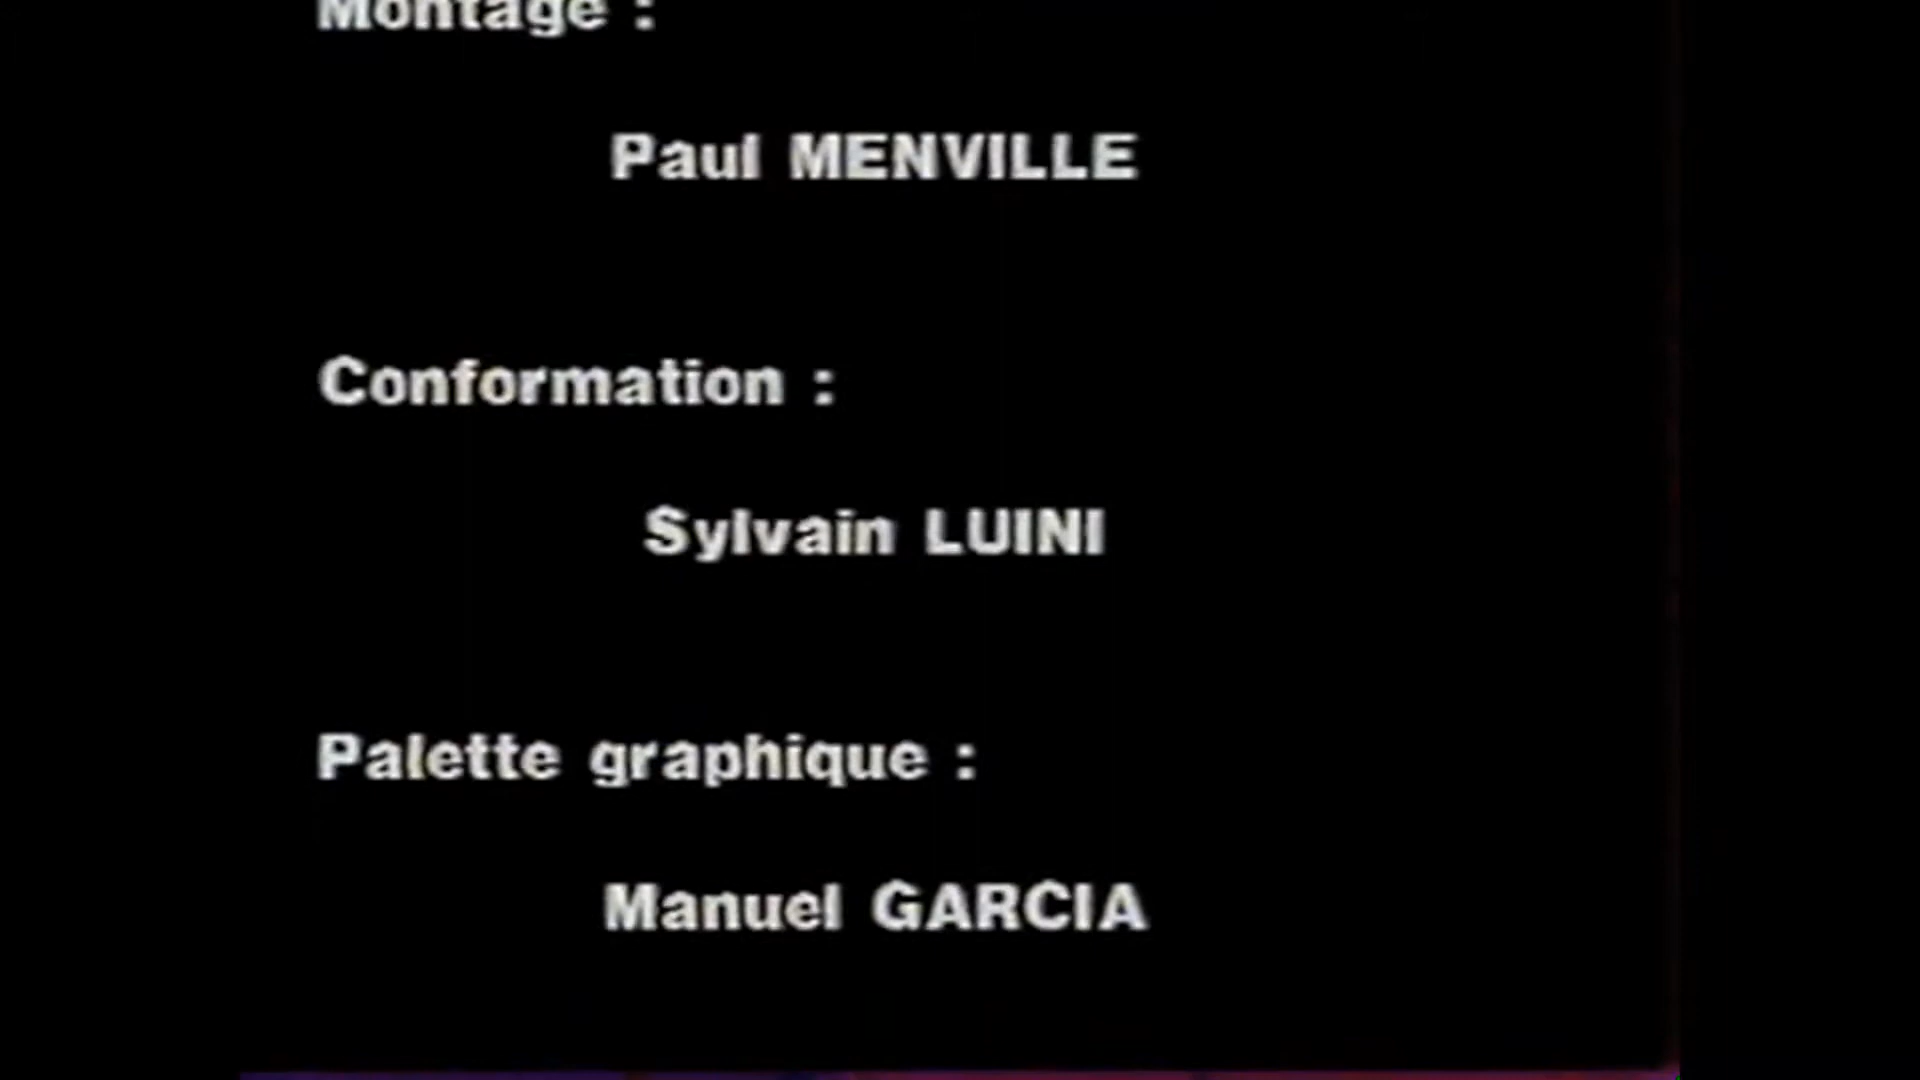 Montage :
Paul MENVILLE
Conformation :
Sylvain LUINI
Palette graphique :
Manuel GARCIA